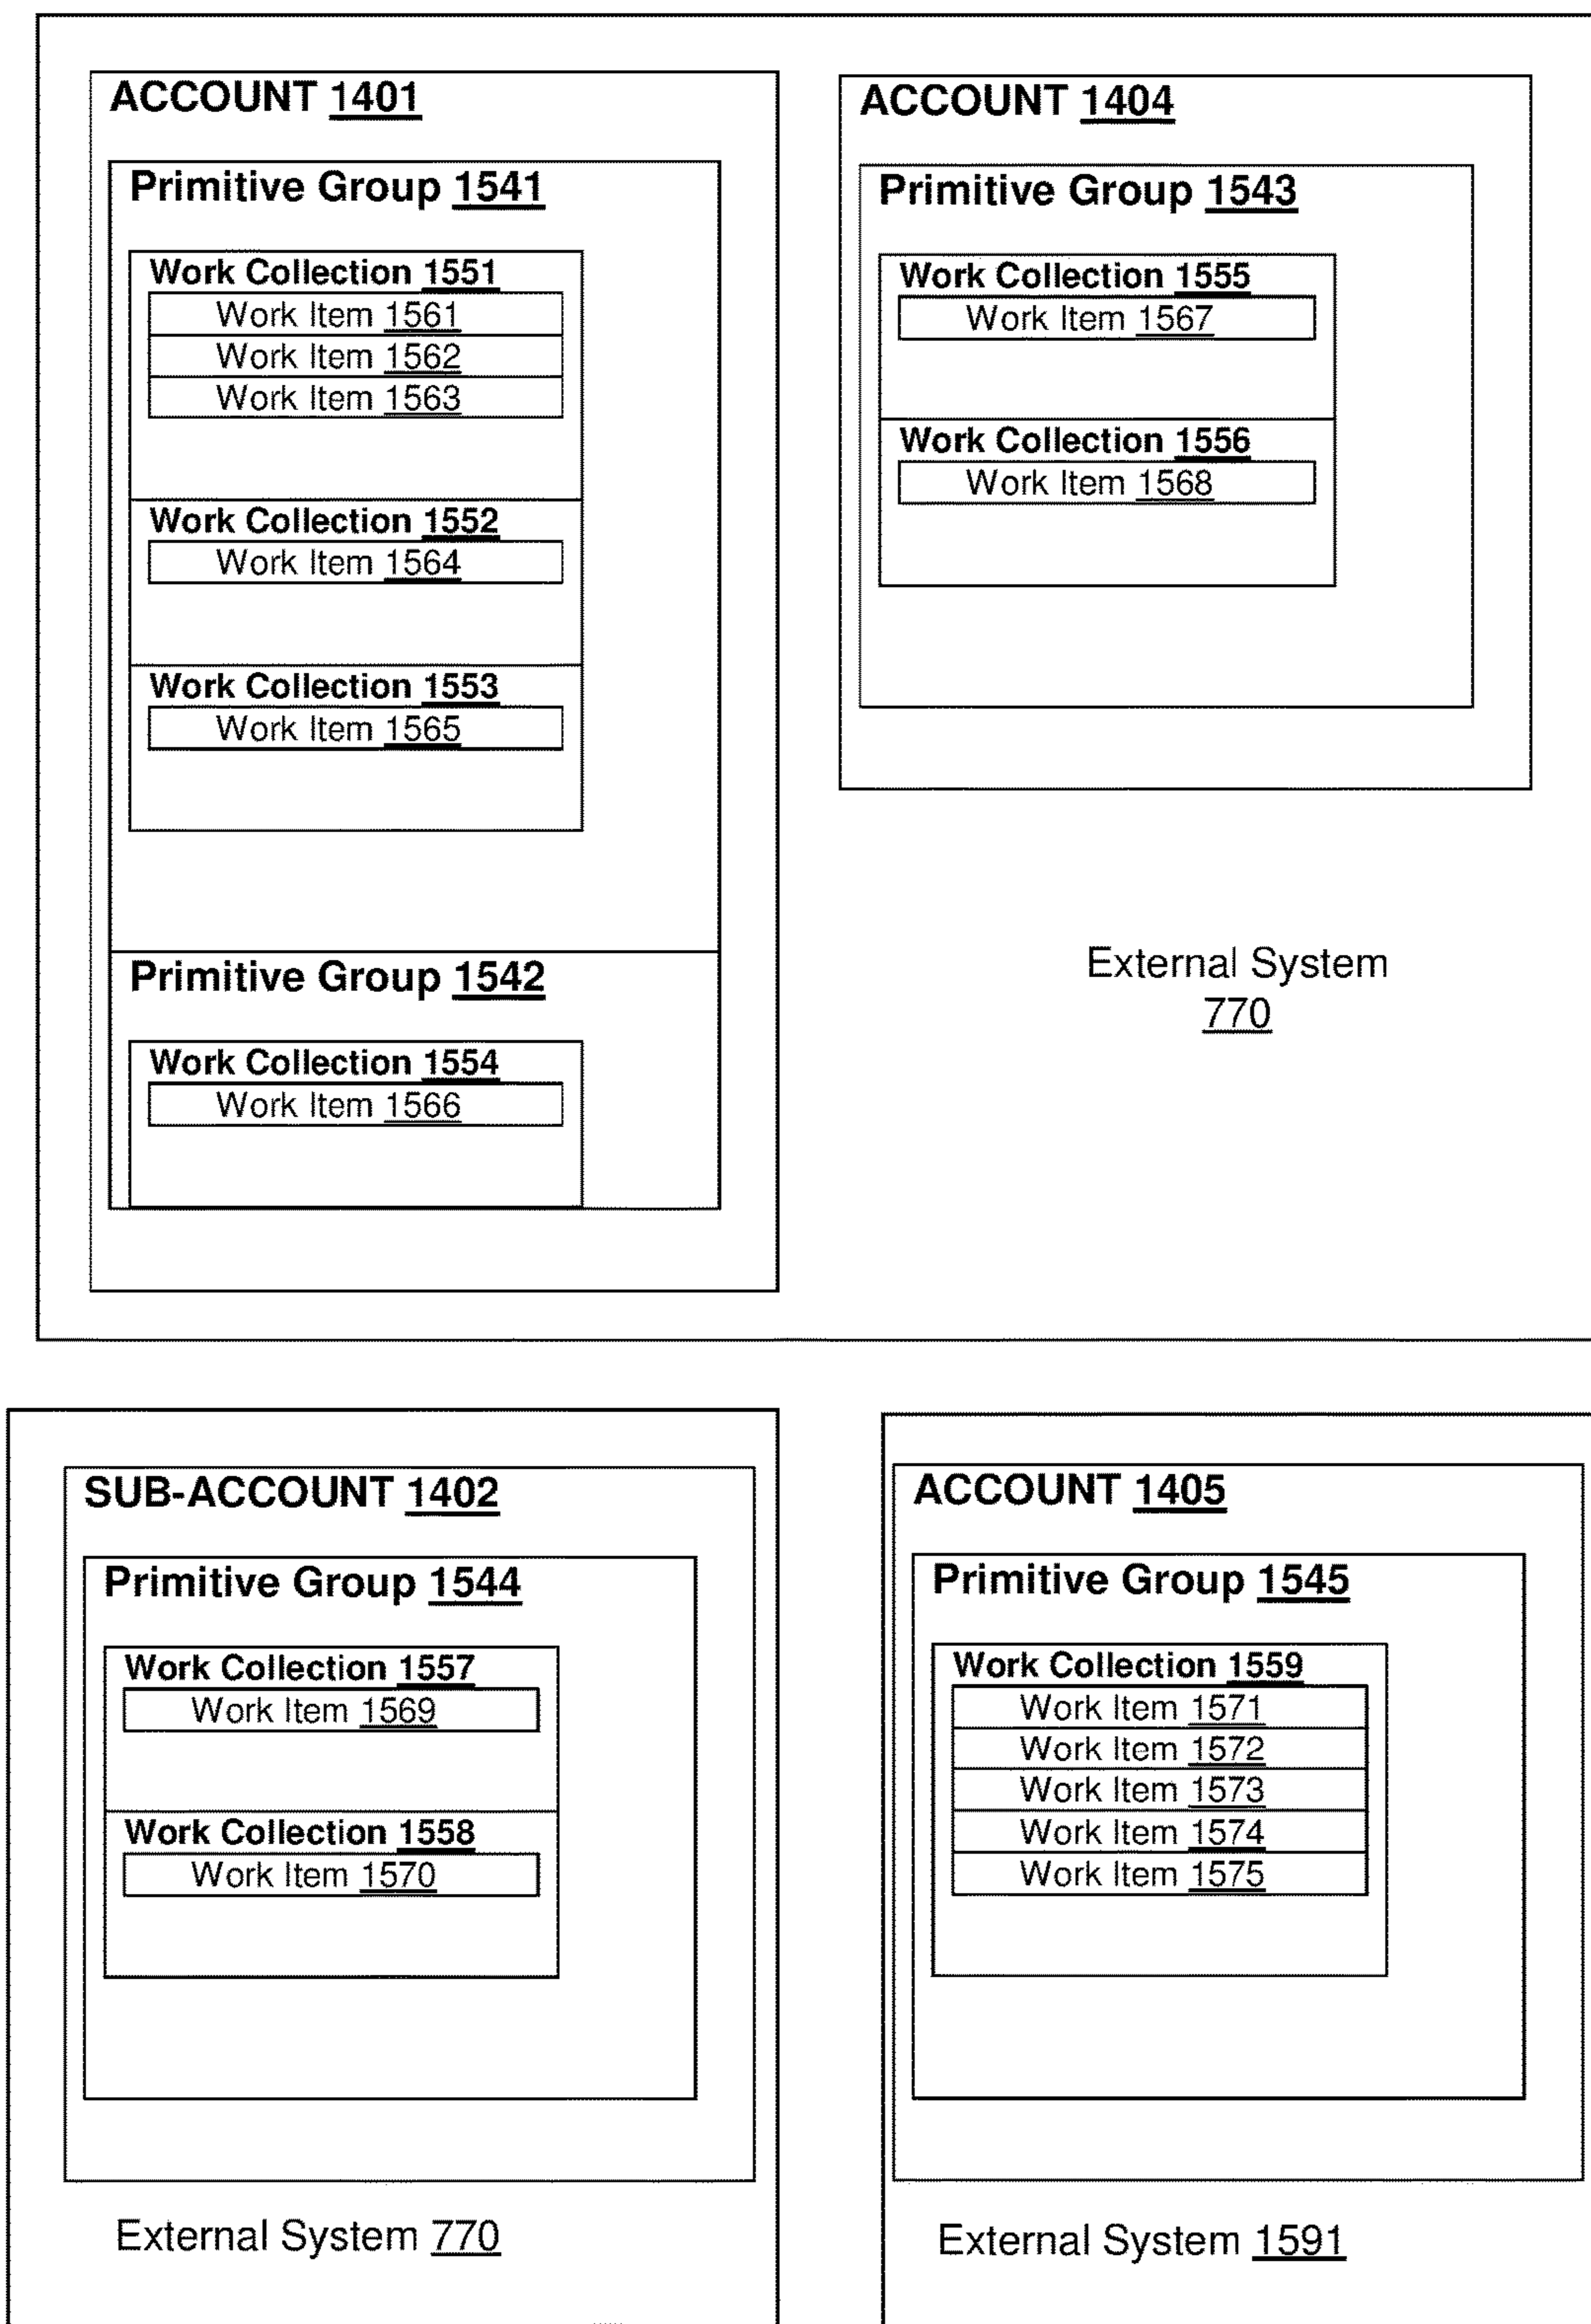 ACCOUNT 1401
Primitive Group 1541
Work Collection 1551
Work Item 1561
Work Item 1562
Work Item 1563
Work Collection 1552
Work Item 1564
Work Collection 1553
Work Item 1565
Primitive Group 1542
Work Collection 1554
Work Item 1566
ACCOUNT 1404
Primitive Group 1543
Work Collection 1555
Work Item 1567
Work Collection 1556
Work Item 1568
External System
770
SUB-ACCOUNT 1402
Primitive Group 1544
Work Collection 1557
Work Item 1569
Work Collection 1558
Work Item 1570
External System 770
ACCOUNT 1405
Primitive Group 1545
Work Collection 1559
Work Item 1571
Work Item 1572
Work Item 1573
Work Item 1574
Work Item 1575
External System 1591